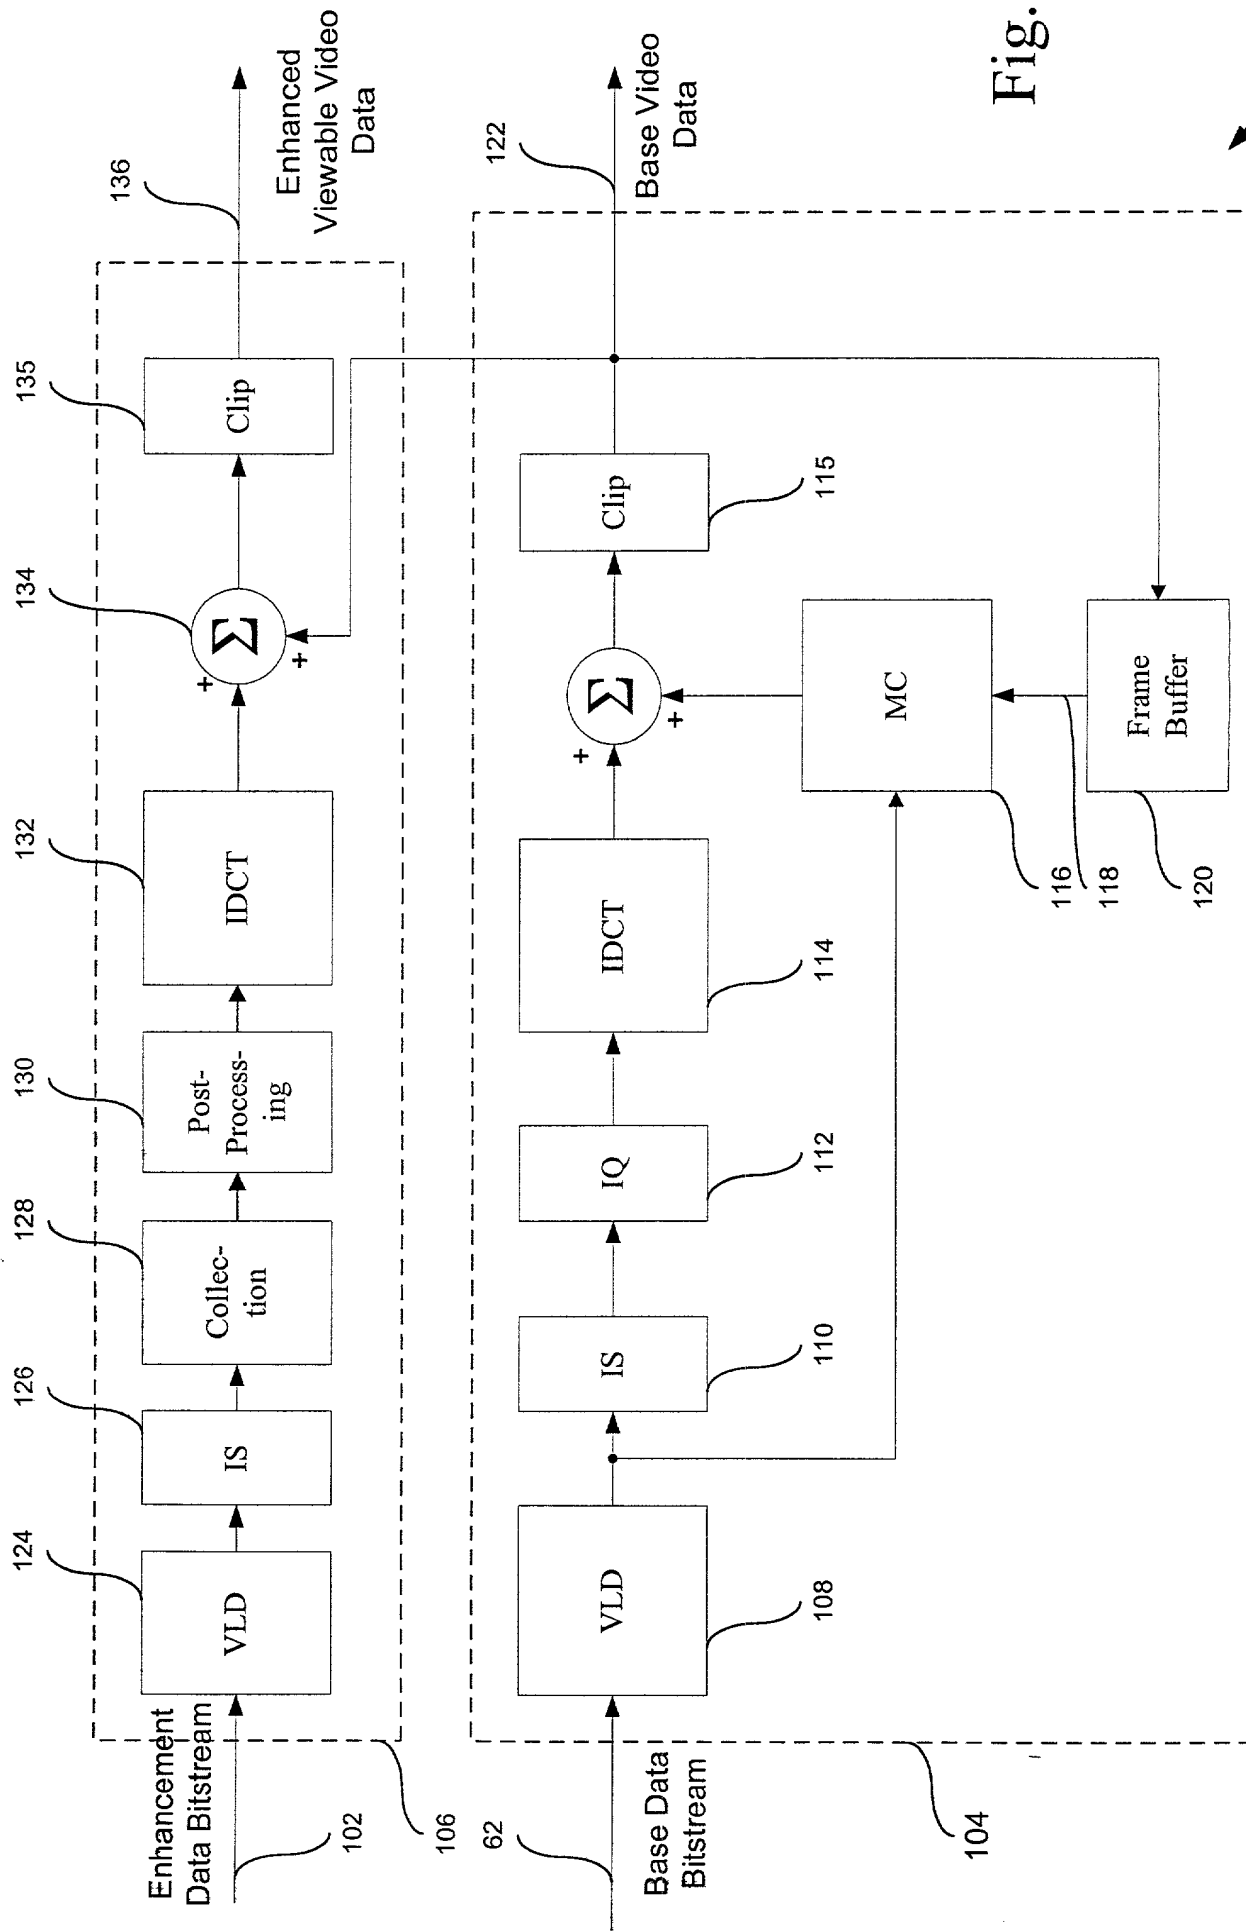 Enhancement
Data Bitstream
102
106
124
VLD
126
IS
128
Collec-
tion
130
Post-
Process-
ing
132
IDCT
134
Σ
+
+
135
Clip
136
Enhanced
Viewable Video
Data
62
Base Data
Bitstream
104
VLD
108
IS
110
IQ
112
IDCT
114
Σ
+
+
Clip
115
122
Base Video
Data
MC
116
118
Frame
Buffer
120
Fig.